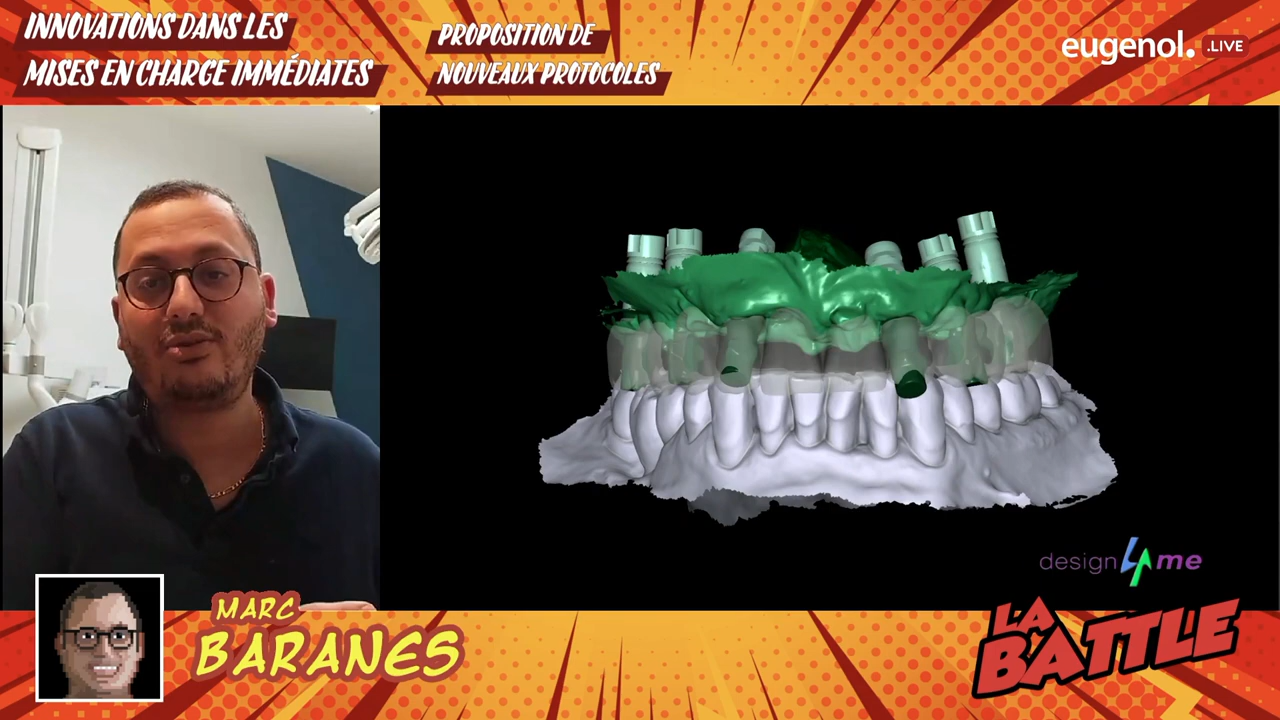 INNOVATIONS DANS LES
MISES EN CHARGE IMMÉDIATES
PROPOSITION DE
NOUVEAUX PROTOCOLES
eugenol. .LIVE
design4me
MARC
BARANES
LA
BATTLE